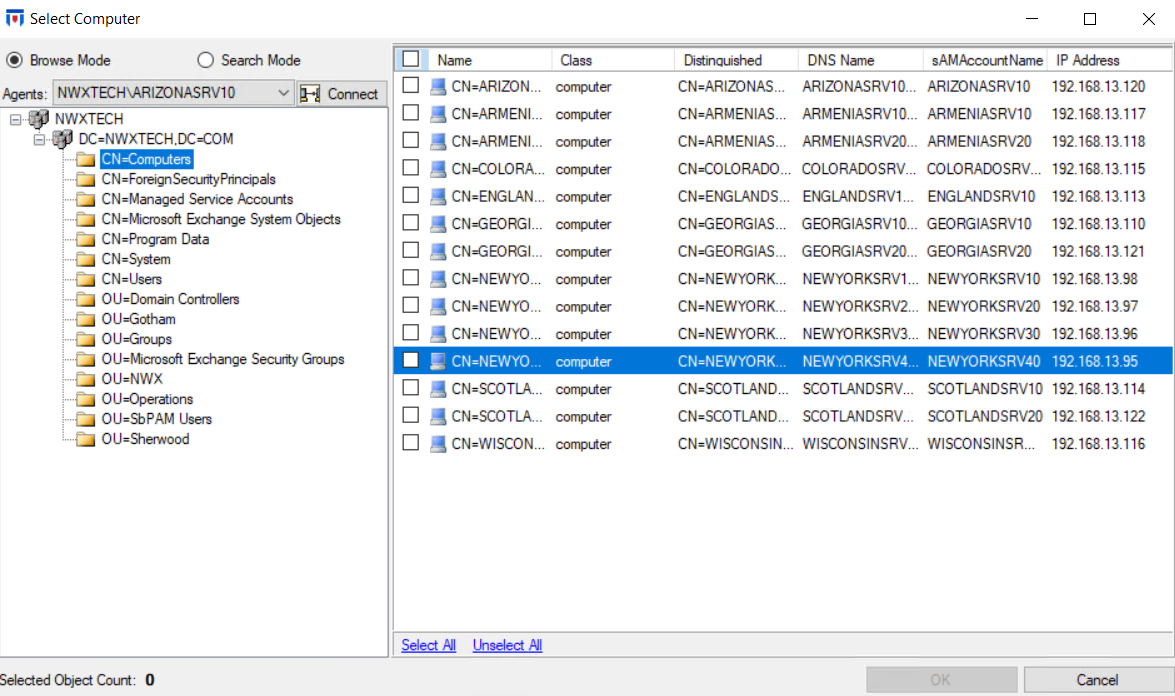 Select Computer
Browse Mode Search Mode
Agents: NWXTECH\ARIZONASRV10 Connect
NWXTECH
DC=NWXTECH,DC=COM
CN=Computers
CN=ForeignSecurityPrincipals
CN=Managed Service Accounts
CN=Microsoft Exchange System Objects
CN=Program Data
CN=System
CN=Users
OU=Domain Controllers
OU=Gotham
OU=Groups
OU=Microsoft Exchange Security Groups
OU=NWX
OU=Operations
OU=SbPAM Users
OU=Sherwood
Name Class Distinguished DNS Name sAMAccountName IP Address
CN=ARIZON... computer CN=ARIZONAS... ARIZONASRV10... ARIZONASRV10 192.168.13.120
CN=ARMENI... computer CN=ARMENIAS... ARMENIASRV10... ARMENIASRV10 192.168.13.117
CN=ARMENI... computer CN=ARMENIAS... ARMENIASRV20... ARMENIASRV20 192.168.13.118
CN=COLORA... computer CN=COLORADO... COLORADOSRV... COLORADOSRV... 192.168.13.115
CN=ENGLAN... computer CN=ENGLANDS... ENGLANDSRV1... ENGLANDSRV10 192.168.13.113
CN=GEORGI... computer CN=GEORGIAS... GEORGIASRV10... GEORGIASRV10 192.168.13.110
CN=GEORGI... computer CN=GEORGIAS... GEORGIASRV20... GEORGIASRV20 192.168.13.121
CN=NEWYO... computer CN=NEWYORK... NEWYORKSRV1... NEWYORKSRV10 192.168.13.98
CN=NEWYO... computer CN=NEWYORK... NEWYORKSRV2... NEWYORKSRV20 192.168.13.97
CN=NEWYO... computer CN=NEWYORK... NEWYORKSRV3... NEWYORKSRV30 192.168.13.96
CN=NEWYO... computer CN=NEWYORK... NEWYORKSRV4... NEWYORKSRV40 192.168.13.95
CN=SCOTLA... computer CN=SCOTLAND... SCOTLANDSRV... SCOTLANDSRV10 192.168.13.114
CN=SCOTLA... computer CN=SCOTLAND... SCOTLANDSRV... SCOTLANDSRV20 192.168.13.122
CN=WISCON... computer CN=WISCONSIN... WISCONSINSRV... WISCONSINSR... 192.168.13.116
Select All Unselect All
Selected Object Count: 0
OK Cancel